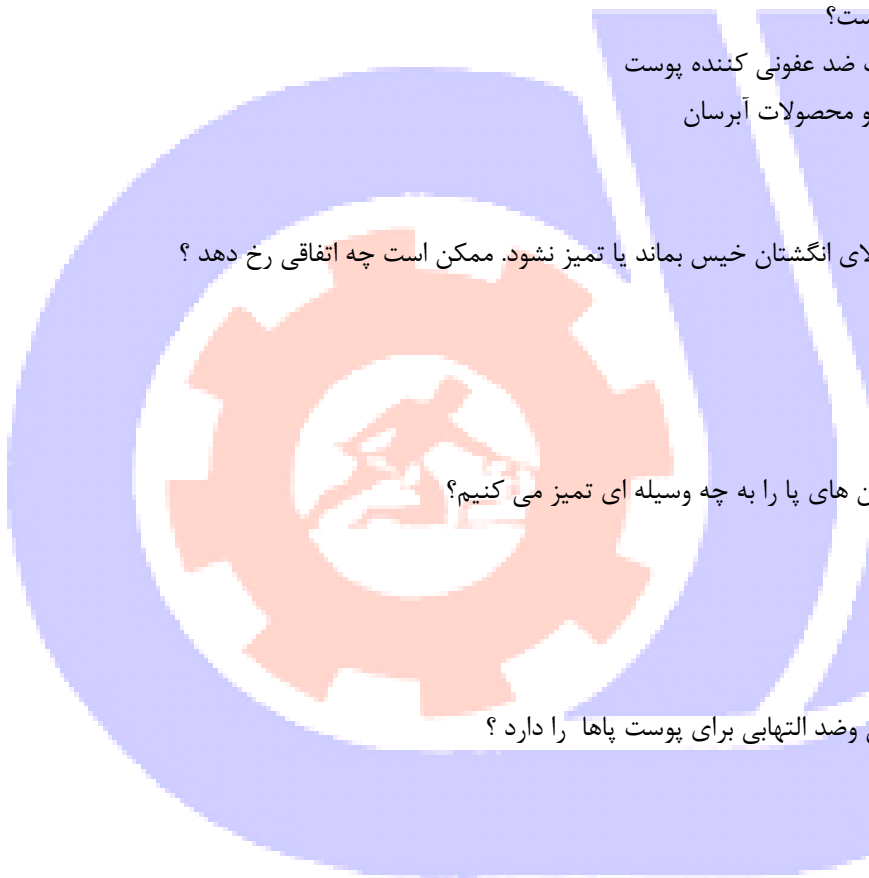 ست؟
ضد عفونی کننده پوست
و محصولات آبرسان
لای انگشتان خیس بماند یا تمیز نشود. ممکن است چه اتفاقی رخ دهد ؟
ن های پا را به چه وسیله ای تمیز می کنیم؟
وضد التهابی برای پوست پاها را دارد ؟